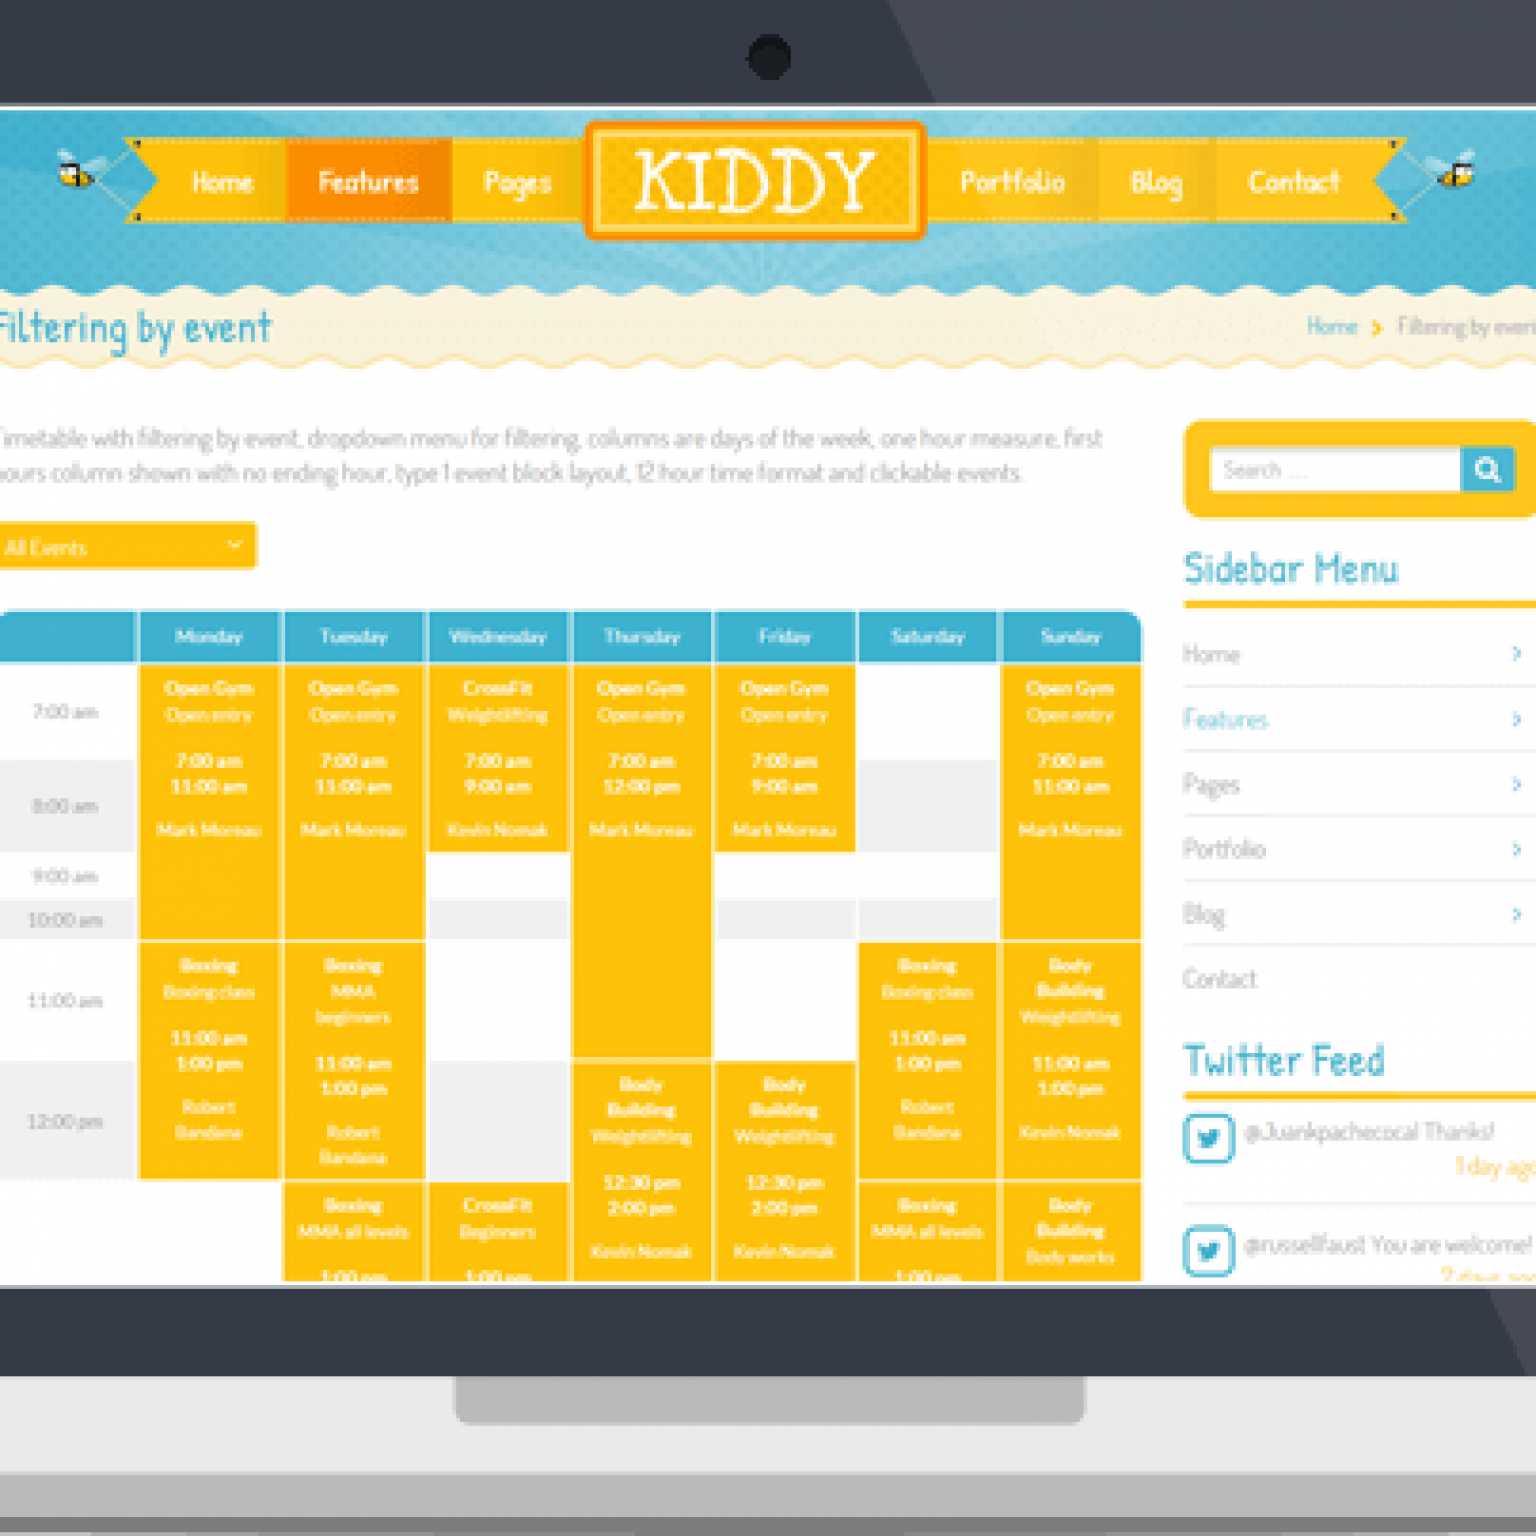 Home
Features
Pages
KIDDY
Portfolio
Blog
Contact
Filtering by event
Home
Filtering by even
Timetable with filtering by event, dropdown menu for filtering, columns are days of the week, one hour measure, first
hours column shown with no ending hour, type 1 event block layout, 12 hour time format and clickable events.
All Events
Monday Tuesday Wednesday Thursday Friday Saturday Sunday
7:00 am
8:00 am
9:00 am
10:00 am
11:00 am
12:00 pm
Open Gym
Open entry
7:00 am
11:00 am
Mark Moreau
Boxing
Boxing class
11:00 am
1:00 pm
Robert
Bandana
Open Gym
Open entry
7:00 am
11:00 am
Mark Moreau
Boxing
MMA
beginners
11:00 am
1:00 pm
Robert
Bandana
Boxing
MMA all levels
1:00 pm
CrossFit
Weightlifting
7:00 am
9:00 am
Kevin Nomak
CrossFit
Beginners
1:00 pm
Open Gym
Open entry
7:00 am
12:00 pm
Mark Moreau
Body
Building
Weightlifting
12:30 pm
2:00 pm
Kevin Nomak
Open Gym
Open entry
7:00 am
9:00 am
Mark Moreau
Body
Building
Weightlifting
12:30 pm
2:00 pm
Kevin Nomak
Boxing
Boxing class
11:00 am
1:00 pm
Robert
Bandana
Boxing
MMA all levels
1:00 pm
Open Gym
Open entry
7:00 am
11:00 am
Mark Moreau
Body
Building
Weightlifting
11:00 am
1:00 pm
Kevin Nomak
Body
Building
Body works
Search ...
Sidebar Menu
Home
Features
Pages
Portfolio
Blog
Contact
Twitter Feed
@Juankpachecocal Thanks!
1 day ago
@russellfaust You are welcome!